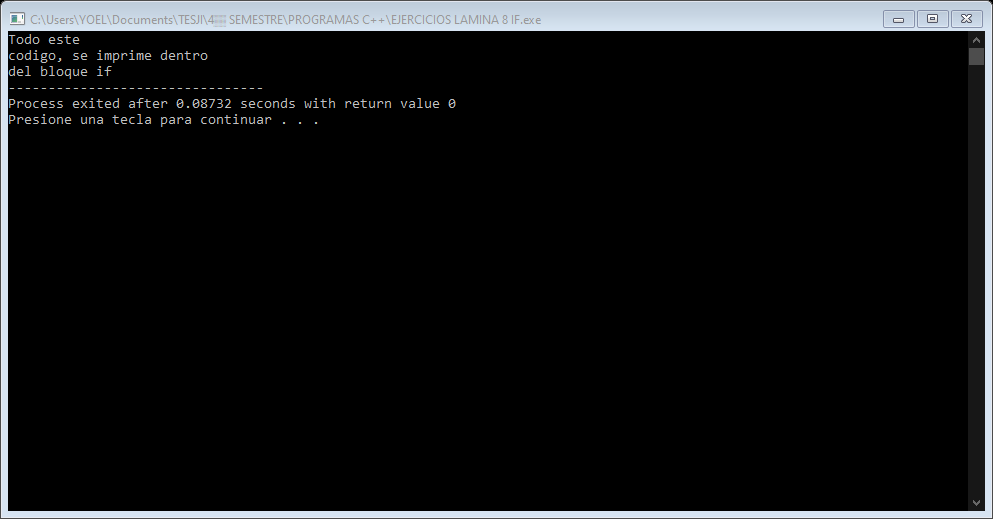 C:\Users\YOEL\Documents\TESJI\4 SEMESTRE\PROGRAMAS C++\EJERCICIOS LAMINA 8 IF.exe
Todo este
codigo, se imprime dentro
del bloque if
--------------------------------
Process exited after 0.08732 seconds with return value 0
Presione una tecla para continuar . . .